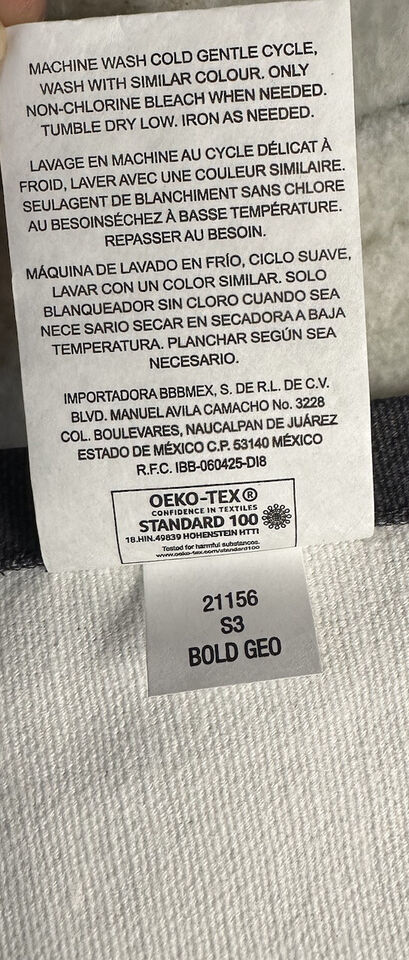 MACHINE WASH COLD GENTLE CYCLE,
WASH WITH SIMILAR COLOUR. ONLY
NON-CHLORINE BLEACH WHEN NEEDED.
TUMBLE DRY LOW. IRON AS NEEDED.
LAVAGE EN MACHINE AU CYCLE DÉLICAT À
FROID, LAVER AVEC UNE COULEUR SIMILAIRE.
SEULAGENT DE BLANCHIMENT SANS CHLORE
AU BESOINSÉCHEZ À BASSE TEMPÉRATURE.
REPASSER AU BESOIN.
MÁQUINA DE LAVADO EN FRÍO, CICLO SUAVE,
LAVAR CON UN COLOR SIMILAR. SOLO
BLANQUEADOR SIN CLORO CUANDO SEA
NECE SARIO SECAR EN SECADORA A BAJA
TEMPERATURA. PLANCHAR SEGÚN SEA
NECESARIO.
IMPORTADORA BBBMEX, S. DE R.L. DE C.V.
BLVD. MANUEL AVILA CAMACHO No. 3228
COL. BOULEVARES, NAUCALPAN DE JUÁREZ
ESTADO DE MÉXICO C.P. 53140 MÉXICO
R.F.C. IBB-060425-DI8
OEKO-TEX®
CONFIDENCE IN TEXTILES
STANDARD 100
18.HIN.49839 HOHENSTEIN HTTI
Tested for harmful substances.
www.oeko-tex.com/standard100
21156
S3
BOLD GEO